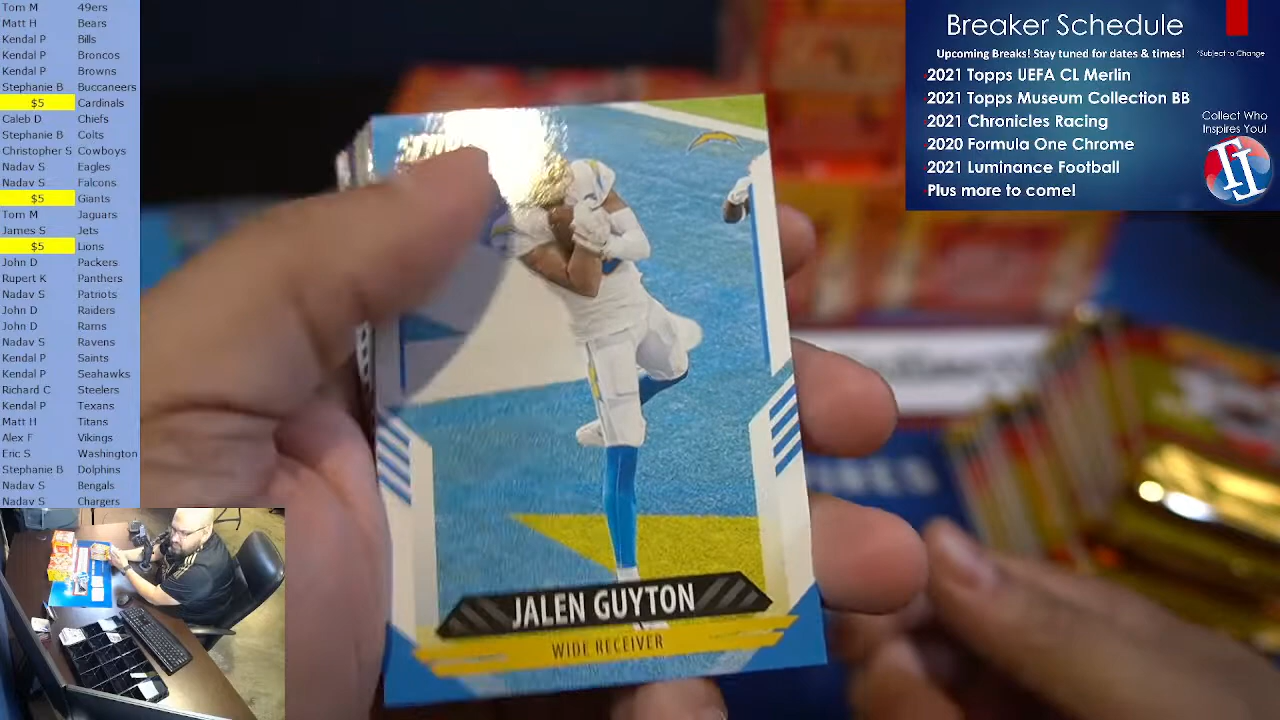 Tom M 49ers
Matt H Bears
Kendal P Bills
Kendal P Broncos
Kendal P Browns
Stephanie B Buccaneers
$5 Cardinals
Caleb D Chiefs
Stephanie B Colts
Christopher S Cowboys
Nadav S Eagles
Nadav S Falcons
$5 Giants
Tom M Jaguars
James S Jets
$5 Lions
John D Packers
Rupert K Panthers
Nadav S Patriots
John D Raiders
John D Rams
Nadav S Ravens
Kendal P Saints
Kendal P Seahawks
Richard C Steelers
Kendal P Texans
Matt H Titans
Alex F Vikings
Eric S Washington
Stephanie B Dolphins
Nadav S Bengals
Nadav S Chargers
JALEN GUYTON
WIDE RECEIVER
Breaker Schedule
Upcoming Breaks! Stay tuned for dates & times! *Subject to Change
2021 Topps UEFA CL Merlin
2021 Topps Museum Collection BB
2021 Chronicles Racing
2020 Formula One Chrome
2021 Luminance Football
Plus more to come!
Collect Who
Inspires You!